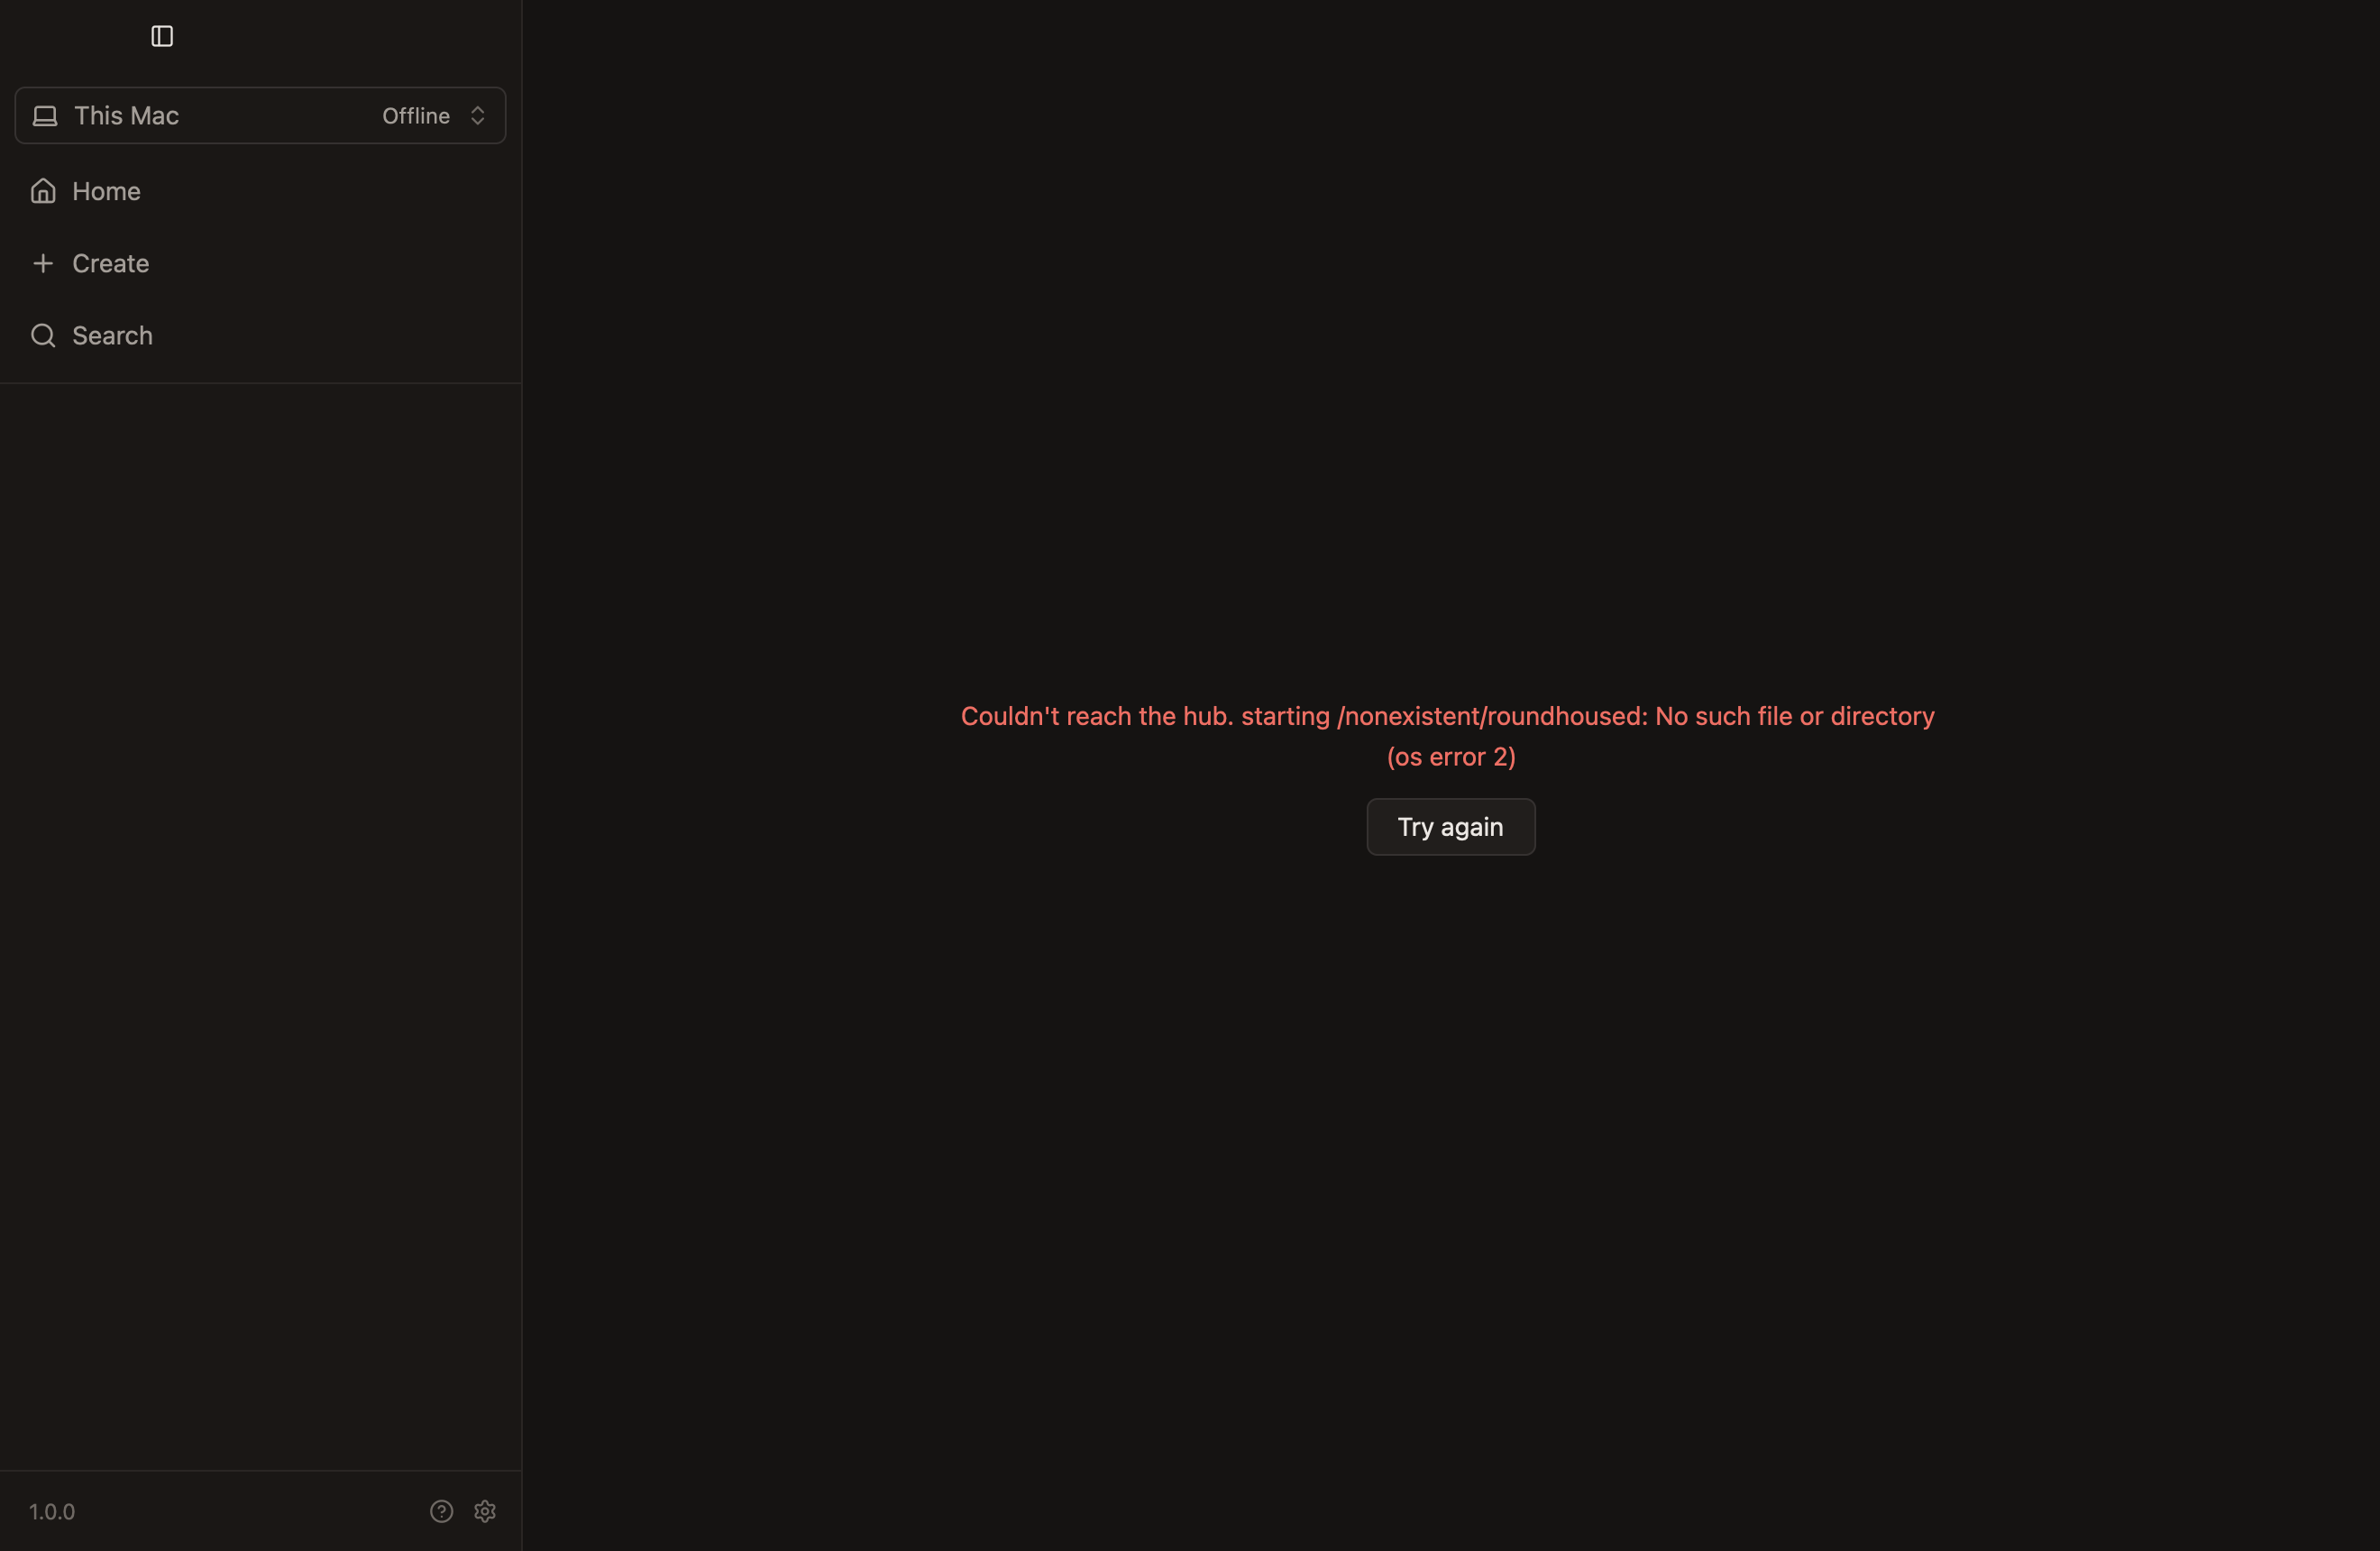 This Mac Offline
Home
Create
Search
Couldn't reach the hub. starting /nonexistent/roundhoused: No such file or directory
(os error 2)
Try again
1.0.0